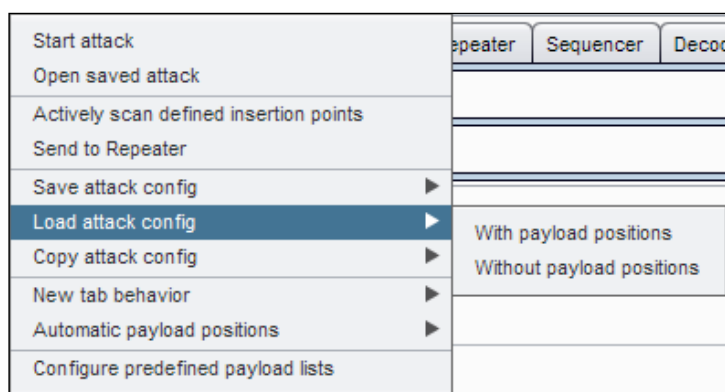 Start attack
Open saved attack
Actively scan defined insertion points
Send to Repeater
Save attack config
Load attack config
Copy attack config
New tab behavior
Automatic payload positions
Configure predefined payload lists
epeater Sequencer Decod
With payload positions
Without payload positions